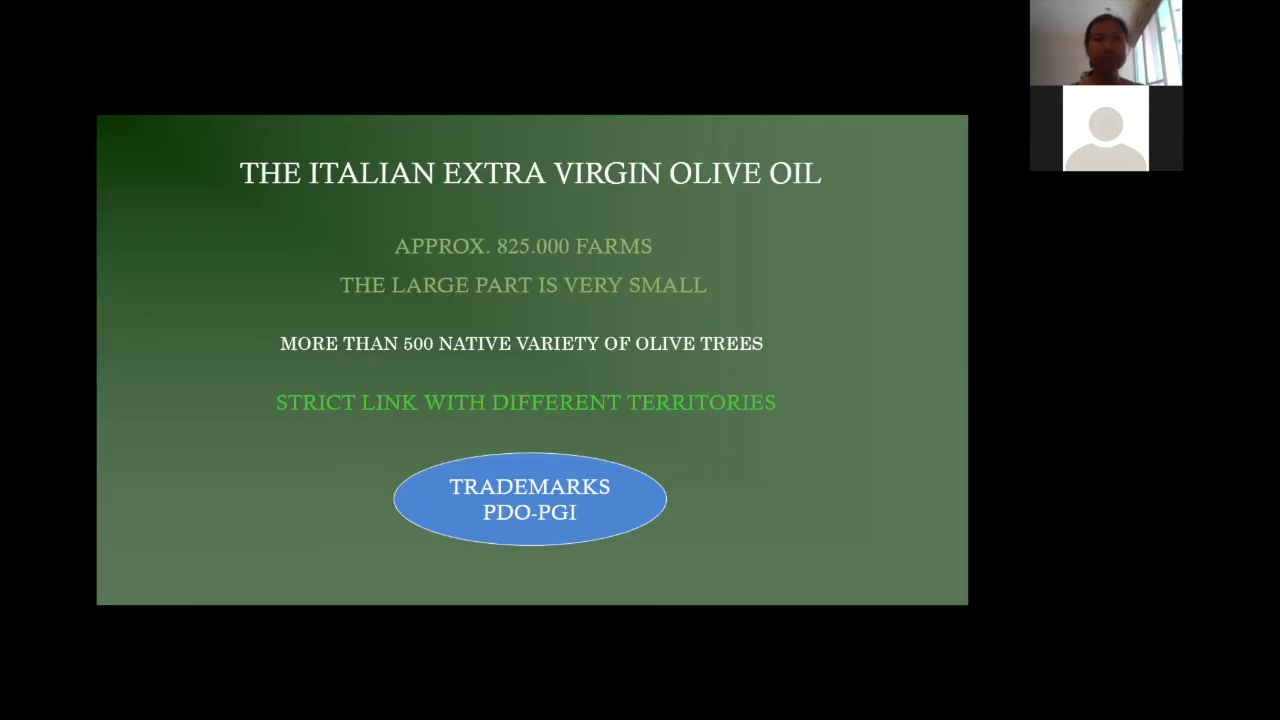 THE ITALIAN EXTRA VIRGIN OLIVE OIL
APPROX. 825.000 FARMS
THE LARGE PART IS VERY SMALL
MORE THAN 500 NATIVE VARIETY OF OLIVE TREES
STRICT LINK WITH DIFFERENT TERRITORIES
TRADEMARKS
PDO-PGI